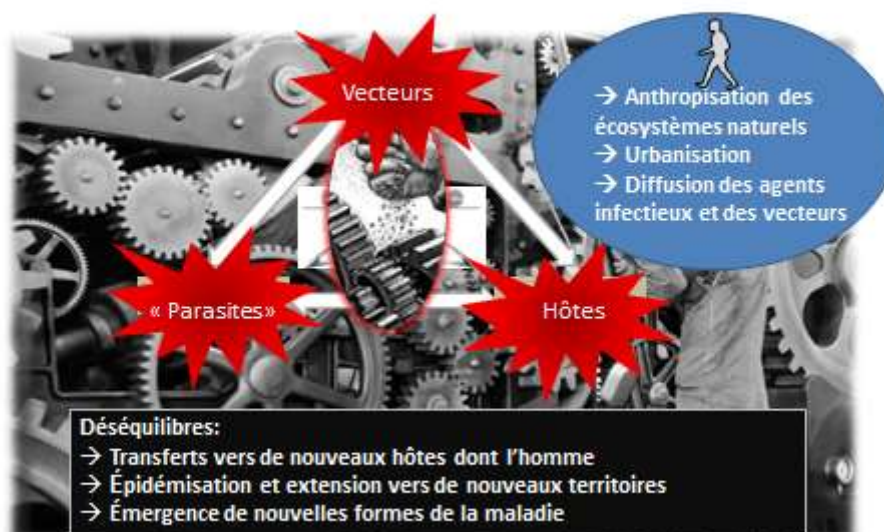 Vecteurs
→ Anthropisation des
écosystèmes naturels
→ Urbanisation
→ Diffusion des agents
infectieux et des vecteurs
« Parasites»
Hôtes
Déséquilibres:
→ Transferts vers de nouveaux hôtes dont l'homme
→ Épidémisation et extension vers de nouveaux territoires
→ Émergence de nouvelles formes de la maladie